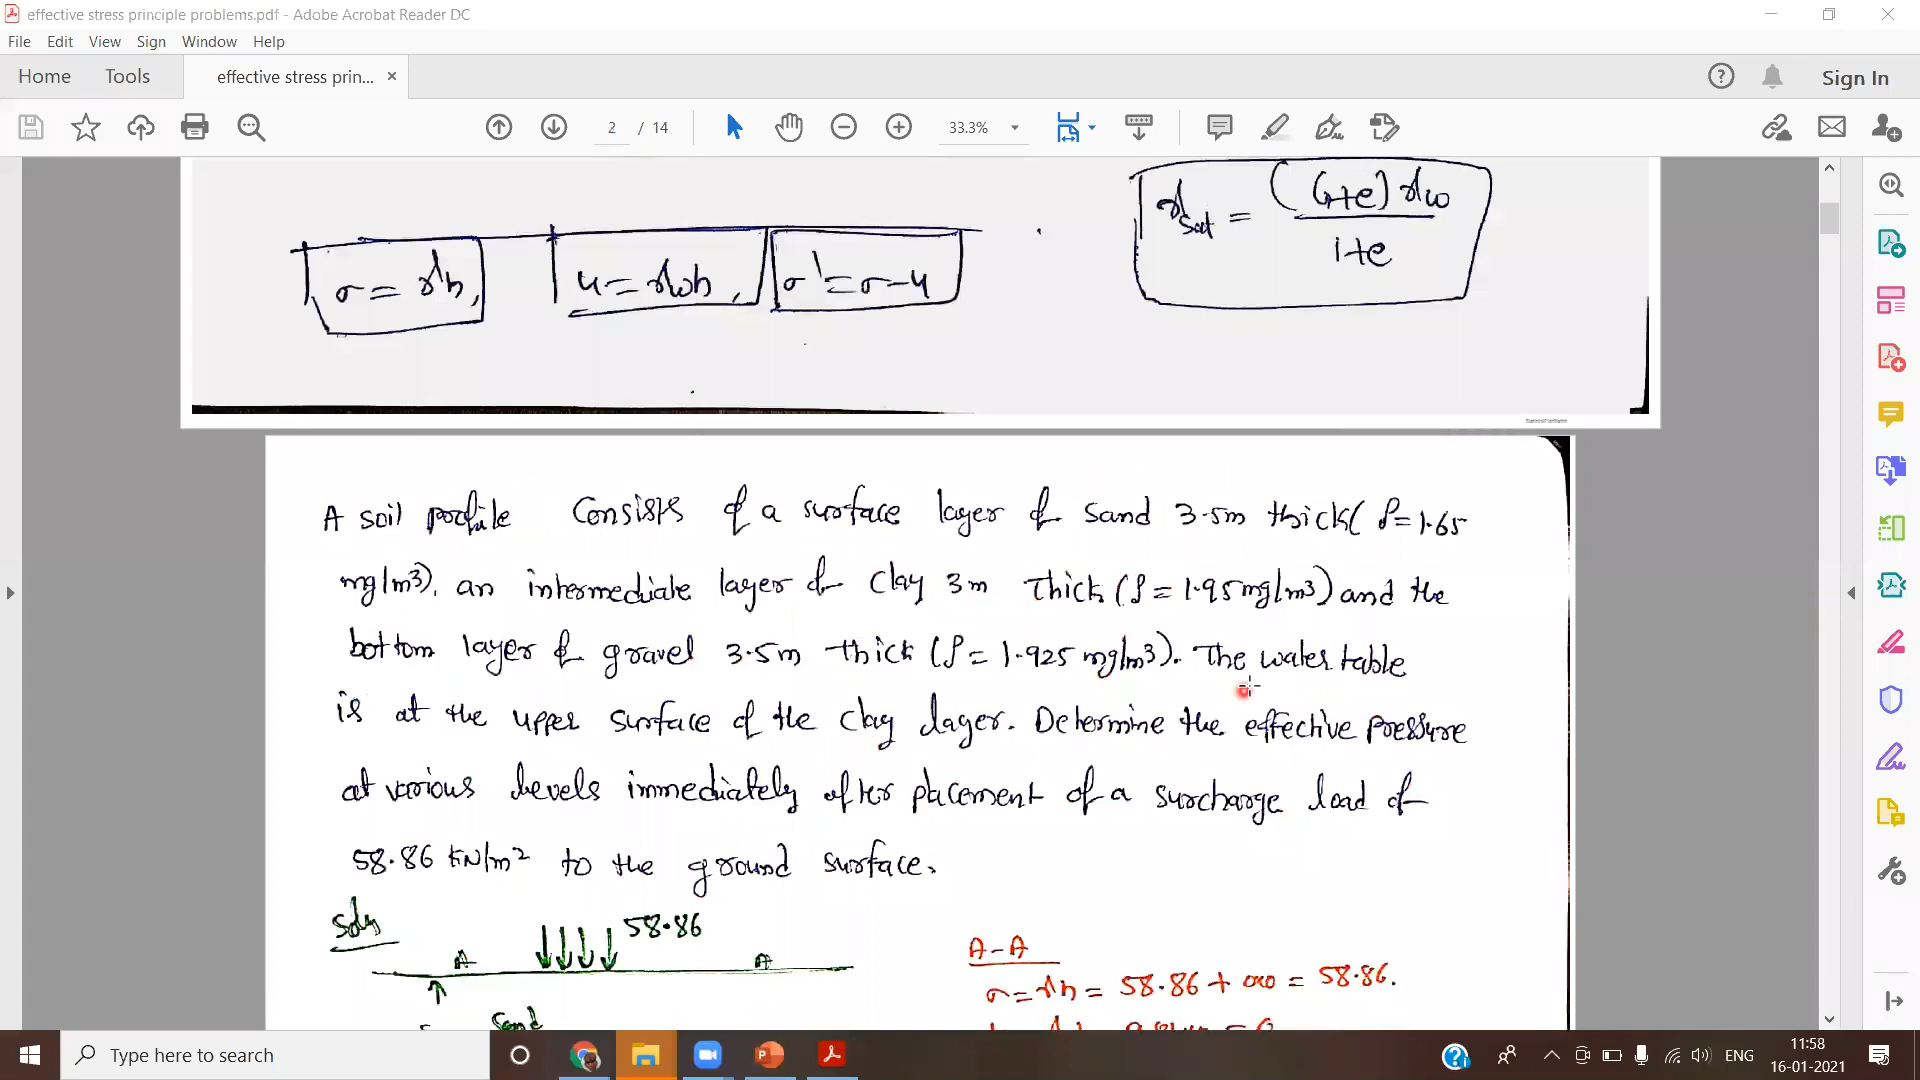 effective stress principle problems.pdf - Adobe Acrobat Reader DC
File Edit View Sign Window Help
Home Tools effective stress prin... × Sign In
2 / 14 33.3%
γsat = (G+e)γw
1+e
σ = γh, u = γwh, σ' = σ-u
A soil profile Consists of a surface layer of Sand 3.5m thick( ρ= 1.65
mg/m3), an intermediate layer of Clay 3m Thick (ρ = 1.95mg/m3) and the
bottom layer of gravel 3.5m thick (ρ= 1.925 mg/m3). The water table
is at the upper surface of the Clay layer. Determine the effective pressure
at various levels immediately after placement of a surcharge load of
58.86 KN/m2 to the ground surface.
Soln 58.86
A A
A-A
σ=γh = 58.86 + 0x0 = 58.86.
Sand
Type here to search
ENG
11:58
16-01-2021